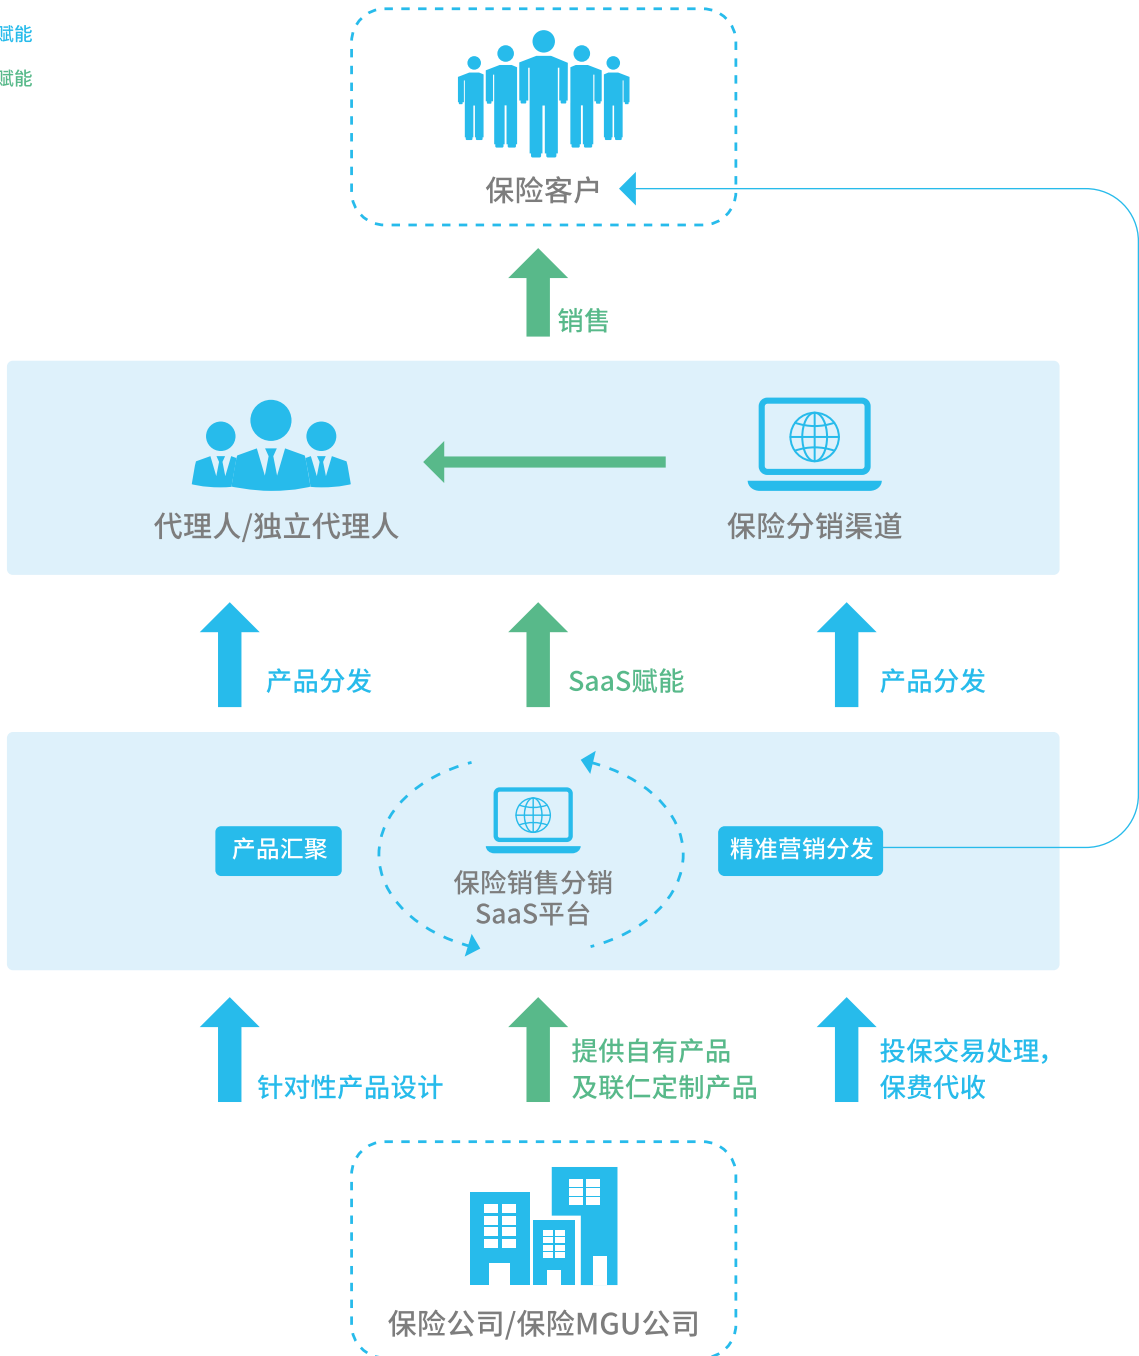 赋能
赋能
保险客户
销售
代理人/独立代理人
保险分销渠道
产品分发
SaaS赋能
产品分发
产品汇聚
精准营销分发
保险销售分销
SaaS平台
针对性产品设计
提供自有产品
及联仁定制产品
投保交易处理,
保费代收
保险公司/保险MGU公司